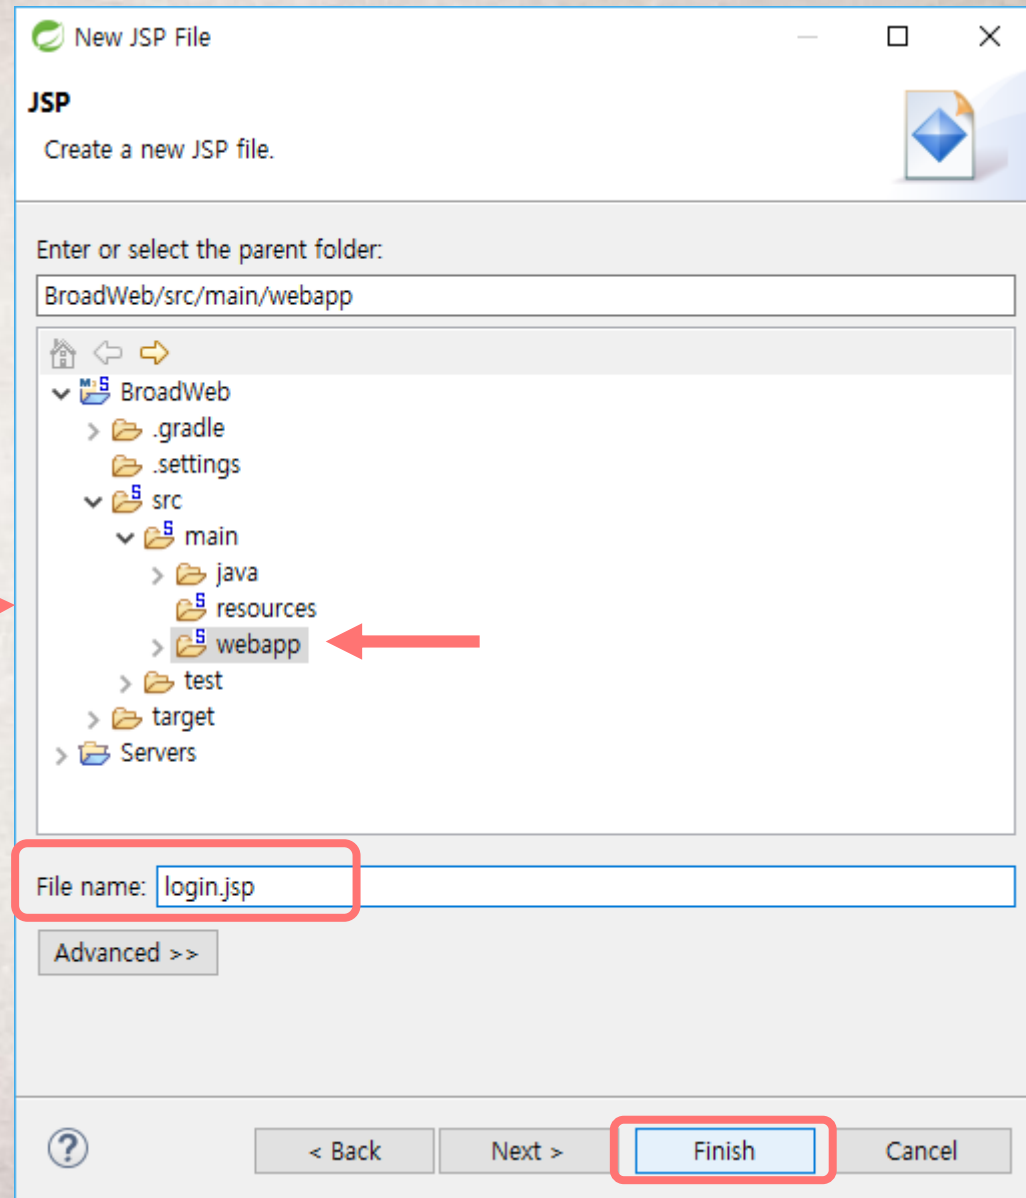 New JSP File
JSP
Create a new JSP file.
Enter or select the parent folder:
BroadWeb/src/main/webapp
BroadWeb
.gradle
.settings
src
main
java
resources
webapp
test
target
Servers
File name: login.jsp
Advanced >>
< Back Next > Finish Cancel